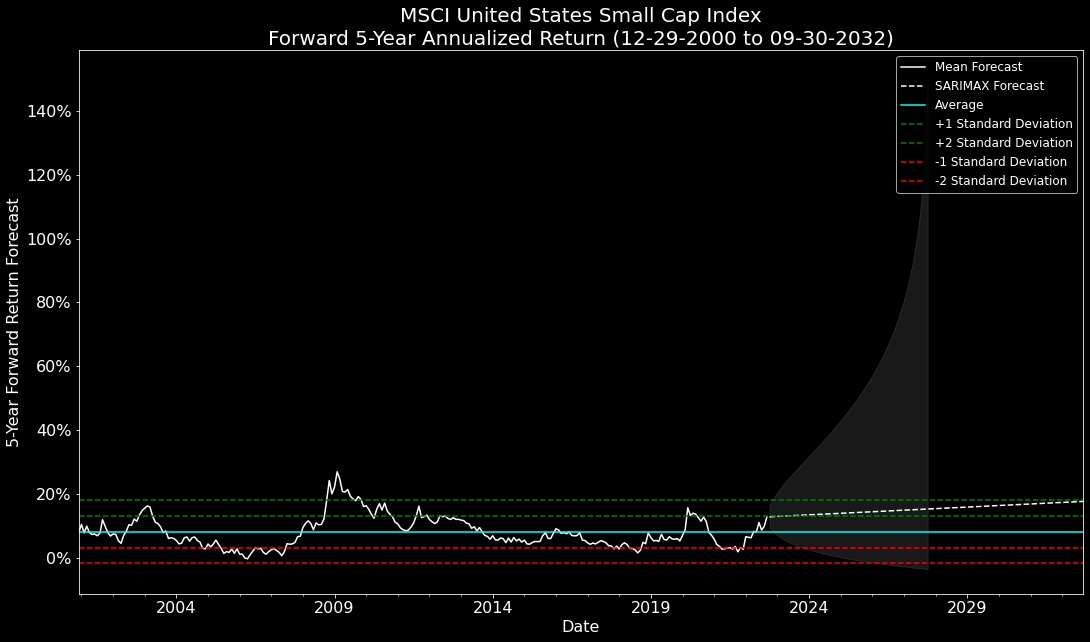 MSCI United States Small Cap Index
Forward 5-Year Annualized Return (12-29-2000 to 09-30-2032)
Mean Forecast
SARIMAX Forecast
Average
+1 Standard Deviation
+2 Standard Deviation
-1 Standard Deviation
-2 Standard Deviation
5-Year Forward Return Forecast
140%
120%
100%
80%
60%
40%
20%
0%
2004
2009
2014
2019
2024
2029
Date